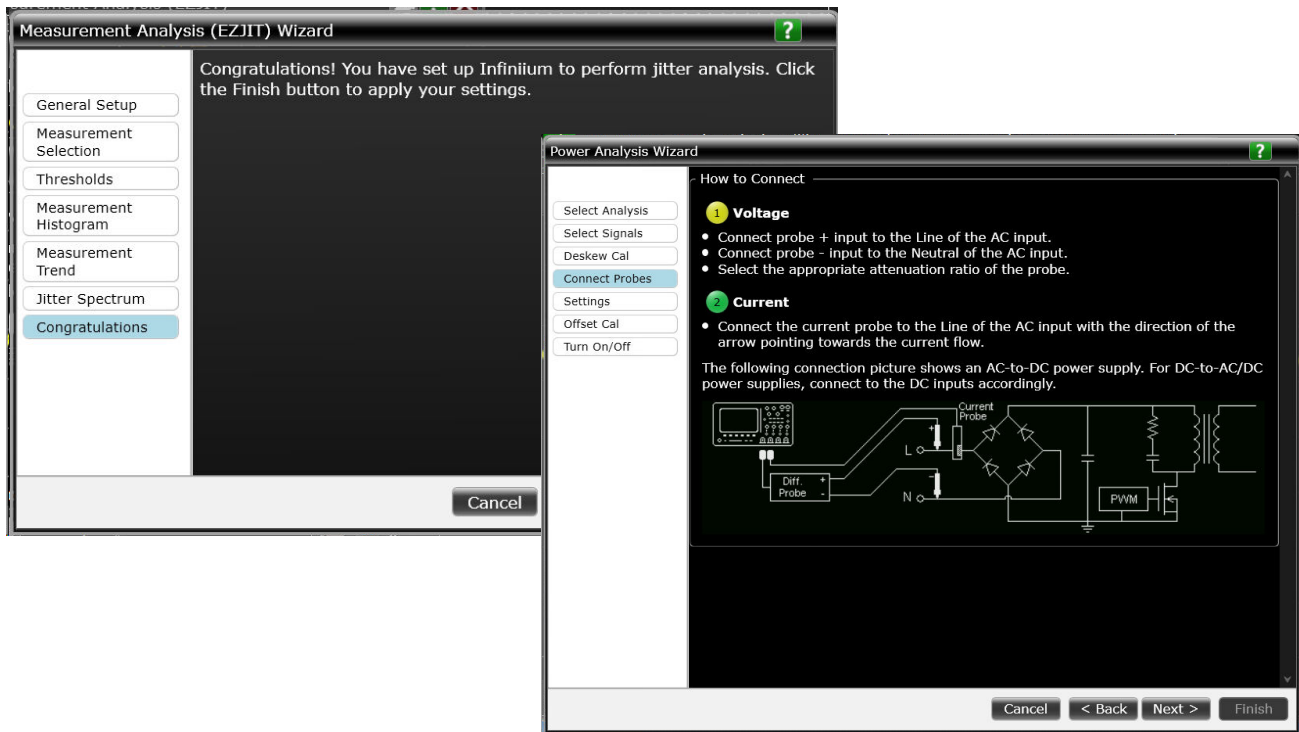 Measurement Analysis (EZJIT) Wizard
?
General Setup
Measurement
Selection
Thresholds
Measurement
Histogram
Measurement
Trend
Jitter Spectrum
Congratulations
Congratulations! You have set up Infiniium to perform jitter analysis. Click
the Finish button to apply your settings.
Cancel
Power Analysis Wizard
?
Select Analysis
Select Signals
Deskew Cal
Connect Probes
Settings
Offset Cal
Turn On/Off
How to Connect
1 Voltage
• Connect probe + input to the Line of the AC input.
• Connect probe - input to the Neutral of the AC input.
• Select the appropriate attenuation ratio of the probe.
2 Current
• Connect the current probe to the Line of the AC input with the direction of the
arrow pointing towards the current flow.
The following connection picture shows an AC-to-DC power supply. For DC-to-AC/DC
power supplies, connect to the DC inputs accordingly.
Current
Probe
+
L
Diff. +
Probe -
-
N
PWM
Cancel
< Back
Next >
Finish